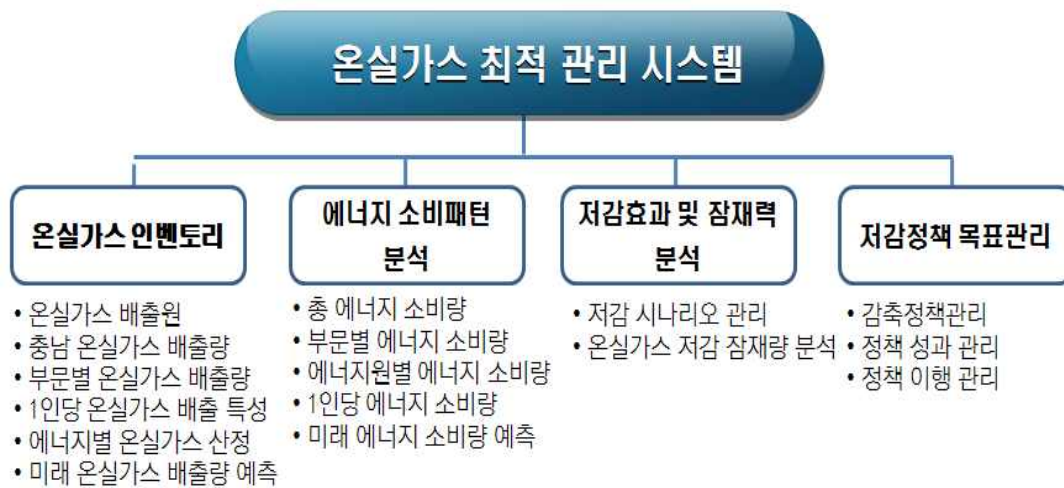 온실가스 최적 관리 시스템
온실가스 인벤토리
• 온실가스 배출원
• 충남 온실가스 배출량
• 부문별 온실가스 배출량
• 1인당 온실가스 배출 특성
• 에너지별 온실가스 산정
• 미래 온실가스 배출량 예측
에너지 소비패턴
분석
• 총 에너지 소비량
• 부문별 에너지 소비량
• 에너지원별 에너지 소비량
• 1인당 에너지 소비량
• 미래 에너지 소비량 예측
저감효과 및 잠재력
분석
• 저감 시나리오 관리
• 온실가스 저감 잠재량 분석
저감정책 목표관리
• 감축정책관리
• 정책 성과 관리
• 정책 이행 관리